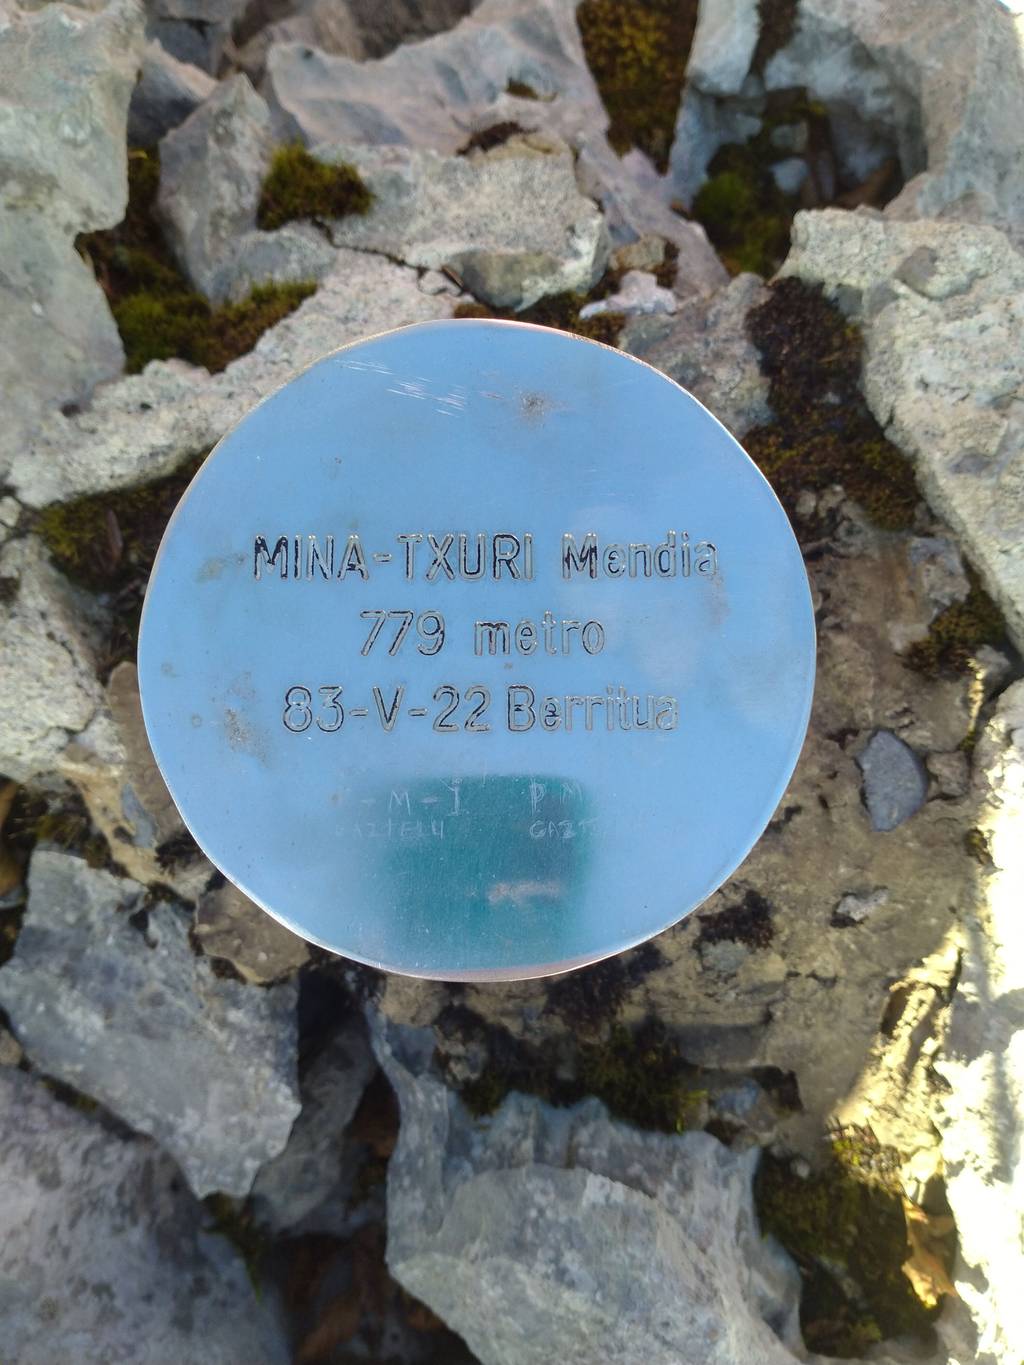 MINA-TXURI Mendia
779 metro
83-V-22 Berritua